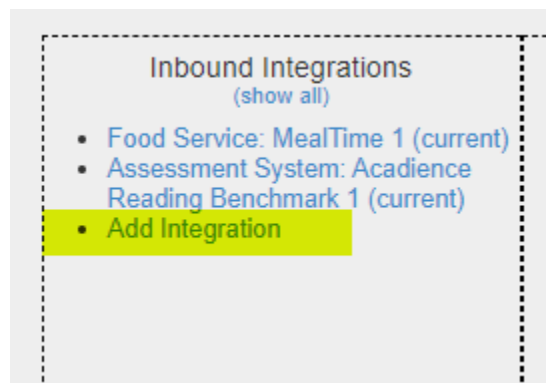 Inbound Integrations
(show all)
Food Service: MealTime 1 (current)
Assessment System: Acadience
Reading Benchmark 1 (current)
Add Integration